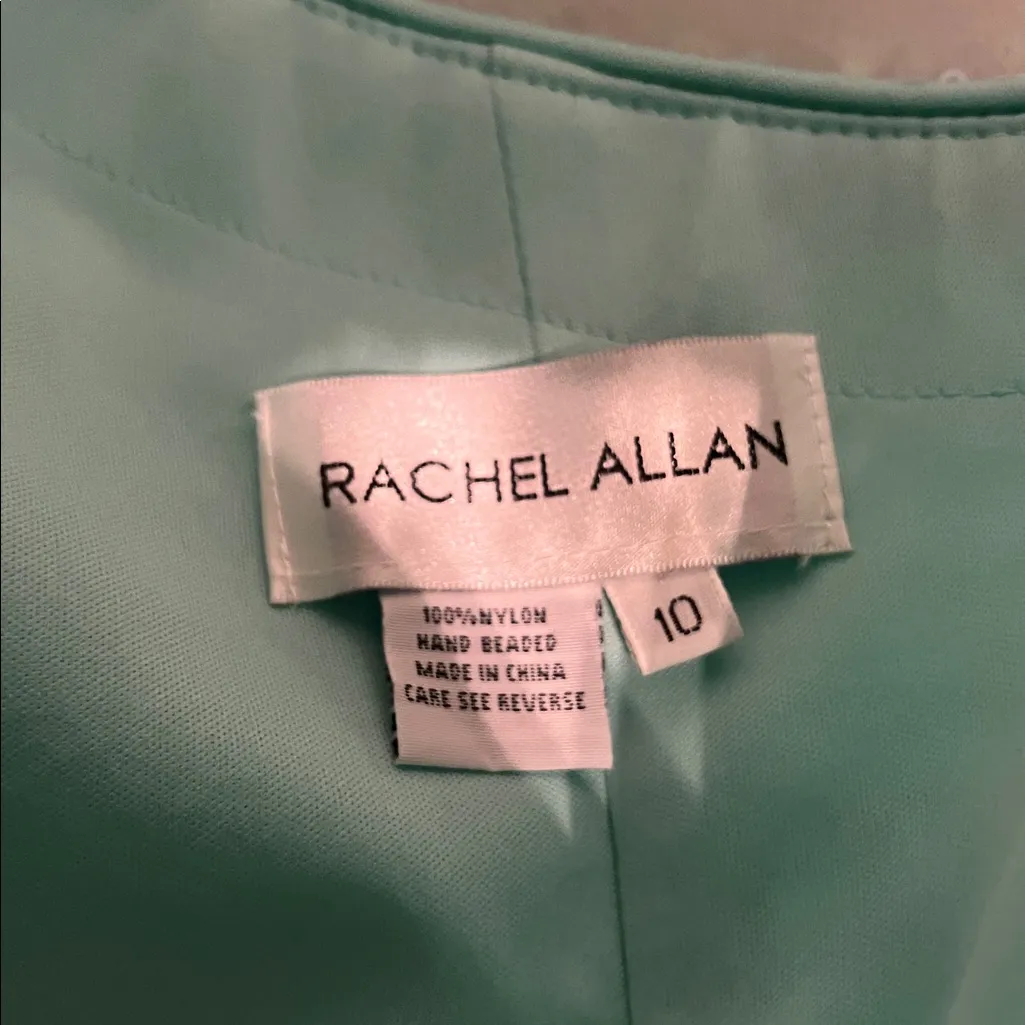 RACHEL ALLAN
100%NYLON
HAND BEADED
MADE IN CHINA
CARE SEE REVERSE
10